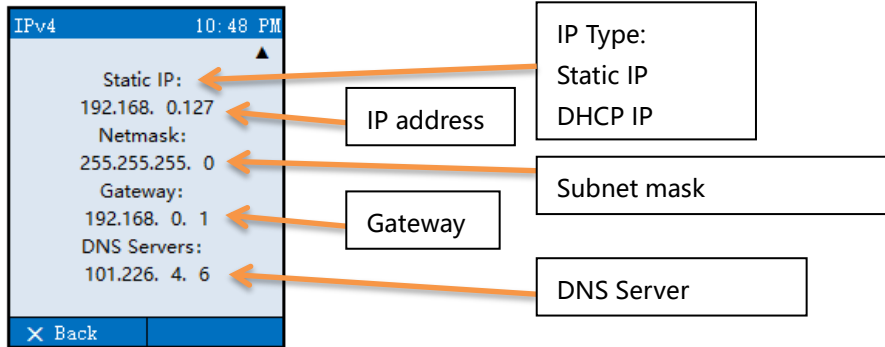 IPv4 10:48 PM
▲
Static IP:
192.168. 0.127
Netmask:
255.255.255. 0
Gateway:
192.168. 0. 1
DNS Servers:
101.226. 4. 6
X Back
IP address
Gateway
IP Type:
Static IP
DHCP IP
Subnet mask
DNS Server